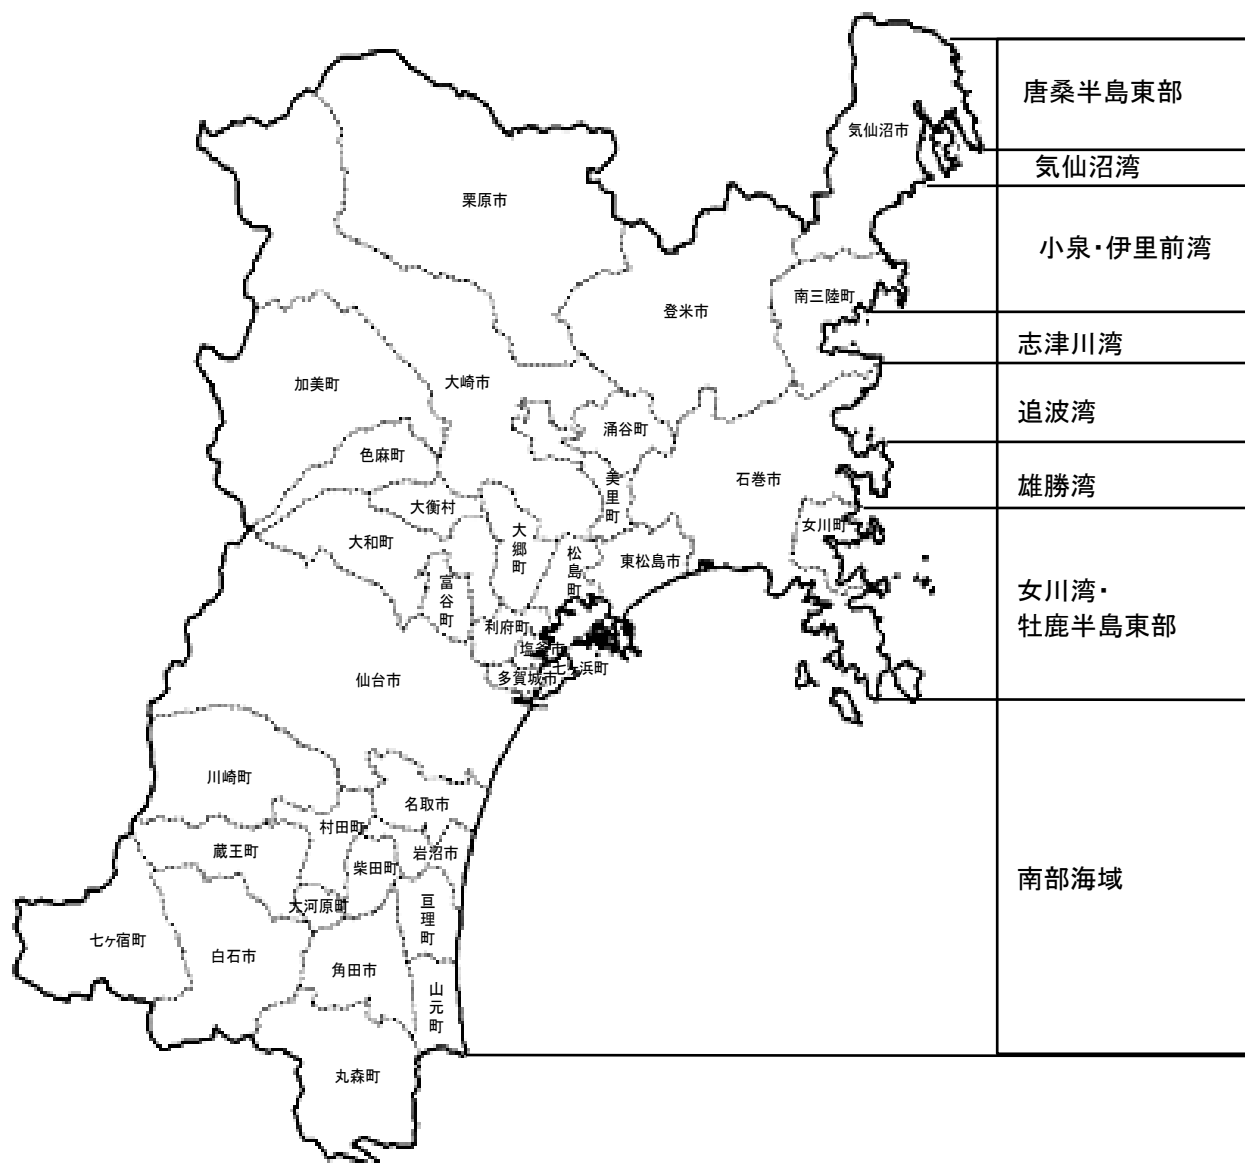 唐桑半島東部
気仙沼市
気仙沼湾
栗原市
小泉・伊里前湾
南三陸町
登米市
志津川湾
加美町
大崎市
追波湾
涌谷町
色麻町
石巻市
美里町
雄勝湾
大衡村
女川町
大郷町
大和町
松島町
東松島市
富谷町
女川湾・
牡鹿半島東部
利府町
塩釜市
七ヶ浜町
多賀城市
仙台市
川崎町
名取市
村田町
蔵王町
岩沼市
柴田町
南部海域
大河原町
亘理町
七ヶ宿町
白石市
角田市
山元町
丸森町